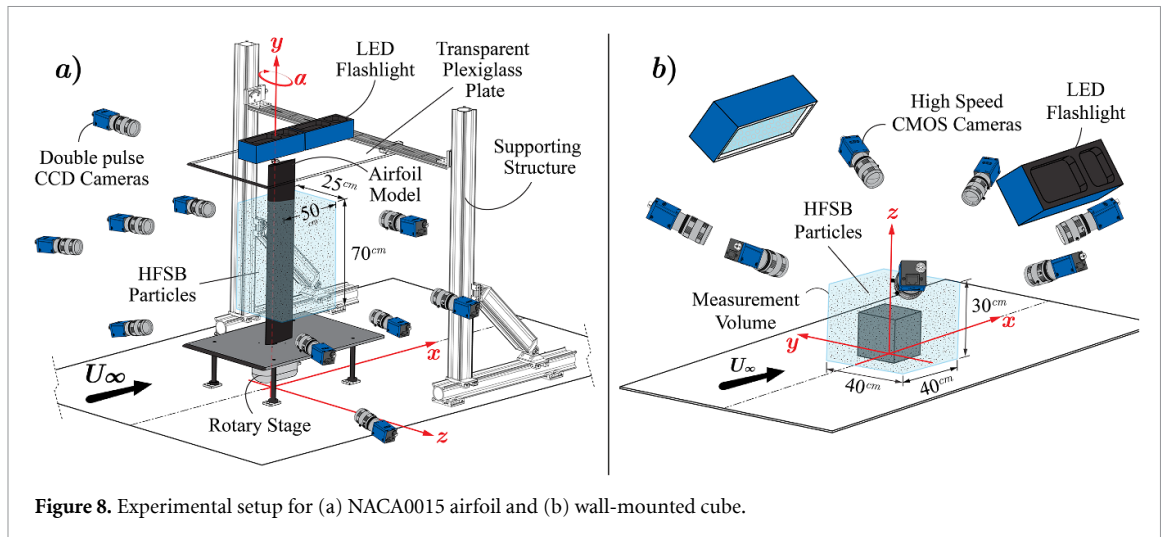 a)
y
α
LED
Flashlight
Transparent
Plexiglass
Plate
Double pulse
CCD Cameras
Airfoil
Model
Supporting
Structure
25cm
50
cm
70cm
HFSB
Particles
x
U∞
Rotary Stage
z
b)
High Speed
CMOS Cameras
LED
Flashlight
HFSB
Particles
z
Measurement
Volume
30cm
x
y
U∞
40cm
40cm
Figure 8. Experimental setup for (a) NACA0015 airfoil and (b) wall-mounted cube.